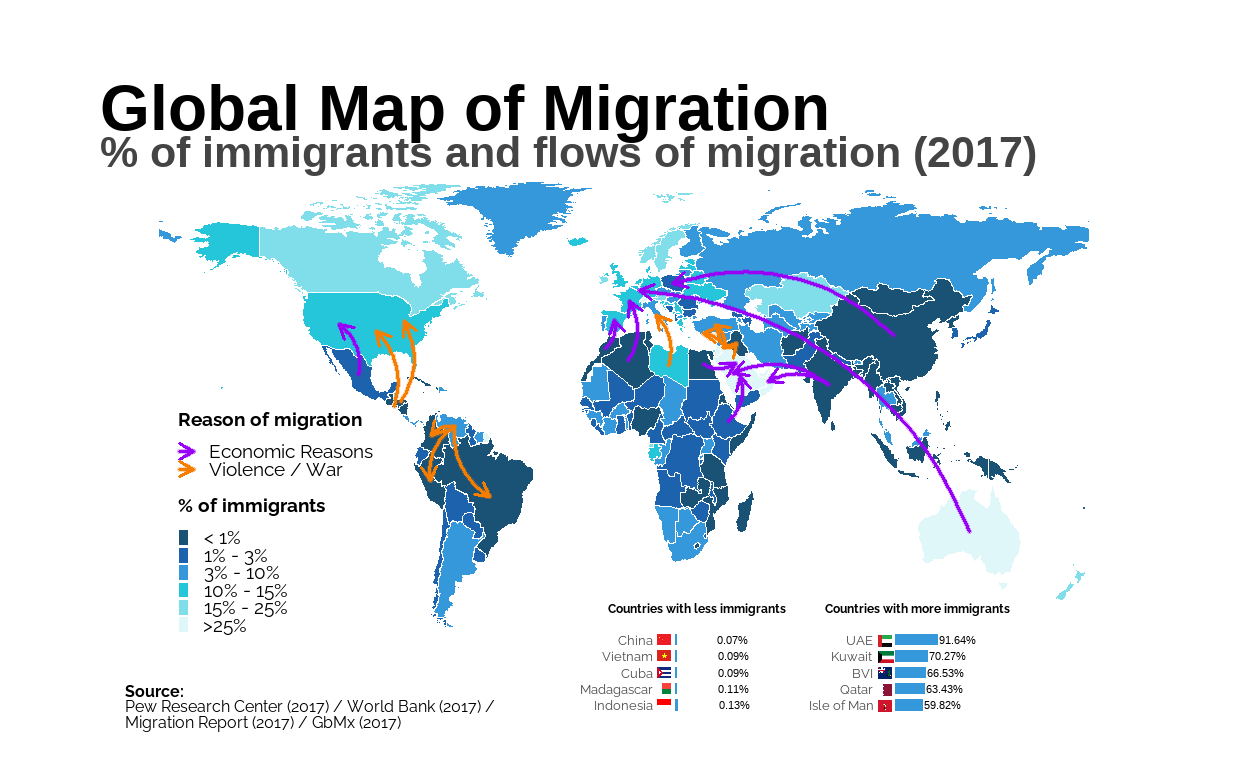 Global Map of Migration
% of immigrants and flows of migration (2017)
Reason of migration
Economic Reasons
Violence / War
% of immigrants
< 1%
1% - 3%
3% - 10%
10% - 15%
15% - 25%
>25%
Countries with less immigrants
China 0.07%
Vietnam 0.09%
Cuba 0.09%
Madagascar 0.11%
Indonesia 0.13%
Countries with more immigrants
UAE 91.64%
Kuwait 70.27%
BVI 66.53%
Qatar 63.43%
Isle of Man 59.82%
Source:
Pew Research Center (2017) / World Bank (2017) /
Migration Report (2017) / GbMx (2017)